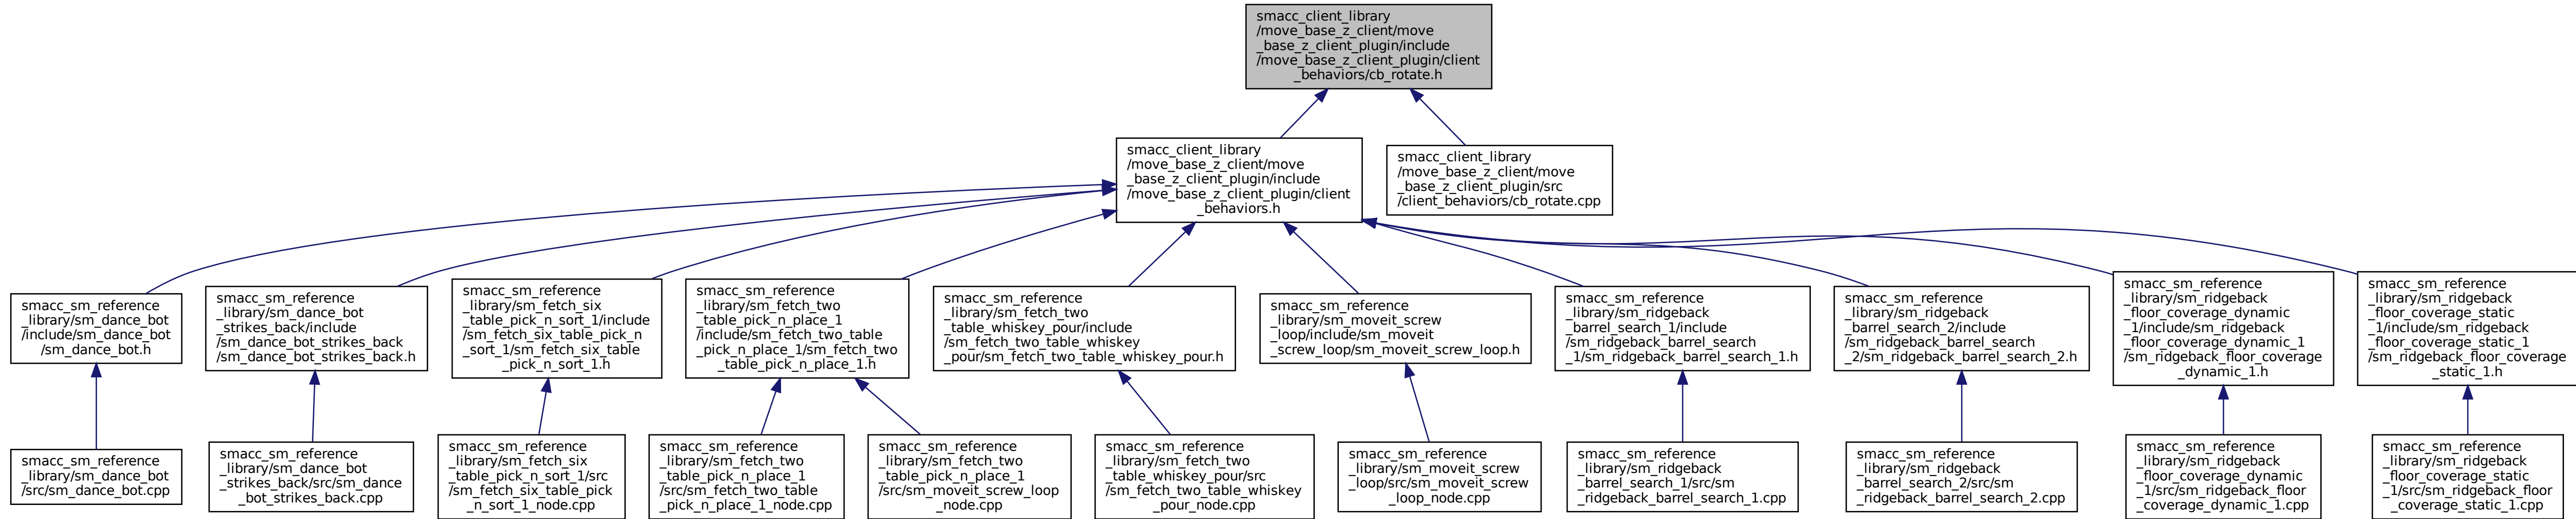 smacc_client_library
/move_base_z_client/move
_base_z_client_plugin/include
/move_base_z_client_plugin/client
_behaviors/cb_rotate.h
smacc_client_library
/move_base_z_client/move
_base_z_client_plugin/include
/move_base_z_client_plugin/client
_behaviors.h
smacc_client_library
/move_base_z_client/move
_base_z_client_plugin/src
/client_behaviors/cb_rotate.cpp
smacc_sm_reference
_library/sm_dance_bot
/include/sm_dance_bot
/sm_dance_bot.h
smacc_sm_reference
_library/sm_dance_bot
_strikes_back/include
/sm_dance_bot_strikes_back
/sm_dance_bot_strikes_back.h
smacc_sm_reference
_library/sm_fetch_six
_table_pick_n_sort_1/include
/sm_fetch_six_table_pick_n
_sort_1/sm_fetch_six_table
_pick_n_sort_1.h
smacc_sm_reference
_library/sm_fetch_two
_table_pick_n_place_1
/include/sm_fetch_two_table
_pick_n_place_1/sm_fetch_two
_table_pick_n_place_1.h
smacc_sm_reference
_library/sm_fetch_two
_table_whiskey_pour/include
/sm_fetch_two_table_whiskey
_pour/sm_fetch_two_table_whiskey_pour.h
smacc_sm_reference
_library/sm_moveit_screw
_loop/include/sm_moveit
_screw_loop/sm_moveit_screw_loop.h
smacc_sm_reference
_library/sm_ridgeback
_barrel_search_1/include
/sm_ridgeback_barrel_search
_1/sm_ridgeback_barrel_search_1.h
smacc_sm_reference
_library/sm_ridgeback
_barrel_search_2/include
/sm_ridgeback_barrel_search
_2/sm_ridgeback_barrel_search_2.h
smacc_sm_reference
_library/sm_ridgeback
_floor_coverage_dynamic
_1/include/sm_ridgeback
_floor_coverage_dynamic_1
/sm_ridgeback_floor_coverage
_dynamic_1.h
smacc_sm_reference
_library/sm_ridgeback
_floor_coverage_static
_1/include/sm_ridgeback
_floor_coverage_static_1
/sm_ridgeback_floor_coverage
_static_1.h
smacc_sm_reference
_library/sm_dance_bot
/src/sm_dance_bot.cpp
smacc_sm_reference
_library/sm_dance_bot
_strikes_back/src/sm_dance
_bot_strikes_back.cpp
smacc_sm_reference
_library/sm_fetch_six
_table_pick_n_sort_1/src
/sm_fetch_six_table_pick
_n_sort_1_node.cpp
smacc_sm_reference
_library/sm_fetch_two
_table_pick_n_place_1
/src/sm_fetch_two_table
_pick_n_place_1_node.cpp
smacc_sm_reference
_library/sm_fetch_two
_table_pick_n_place_1
/src/sm_moveit_screw_loop
_node.cpp
smacc_sm_reference
_library/sm_fetch_two
_table_whiskey_pour/src
/sm_fetch_two_table_whiskey
_pour_node.cpp
smacc_sm_reference
_library/sm_moveit_screw
_loop/src/sm_moveit_screw
_loop_node.cpp
smacc_sm_reference
_library/sm_ridgeback
_barrel_search_1/src/sm
_ridgeback_barrel_search_1.cpp
smacc_sm_reference
_library/sm_ridgeback
_barrel_search_2/src/sm
_ridgeback_barrel_search_2.cpp
smacc_sm_reference
_library/sm_ridgeback
_floor_coverage_dynamic
_1/src/sm_ridgeback_floor
_coverage_dynamic_1.cpp
smacc_sm_reference
_library/sm_ridgeback
_floor_coverage_static
_1/src/sm_ridgeback_floor
_coverage_static_1.cpp